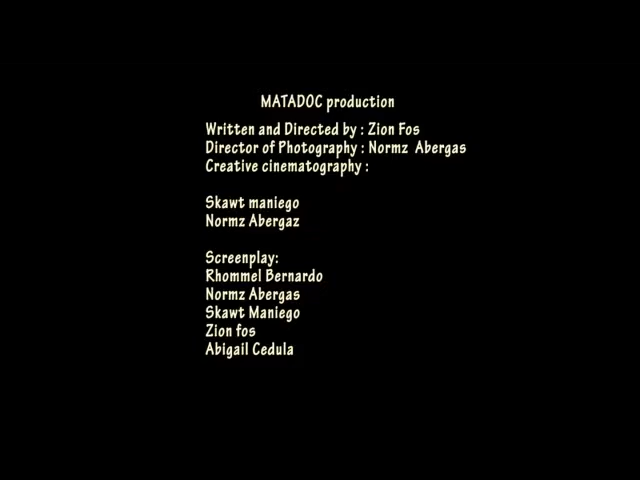 MATADOC production
Written and Directed by : Zion Fos
Director of Photography : Normz Abergas
Creative cinematography :
Skawt maniego
Normz Abergaz
Screenplay:
Rhommel Bernardo
Normz Abergas
Skawt Maniego
Zion fos
Abigail Cedula